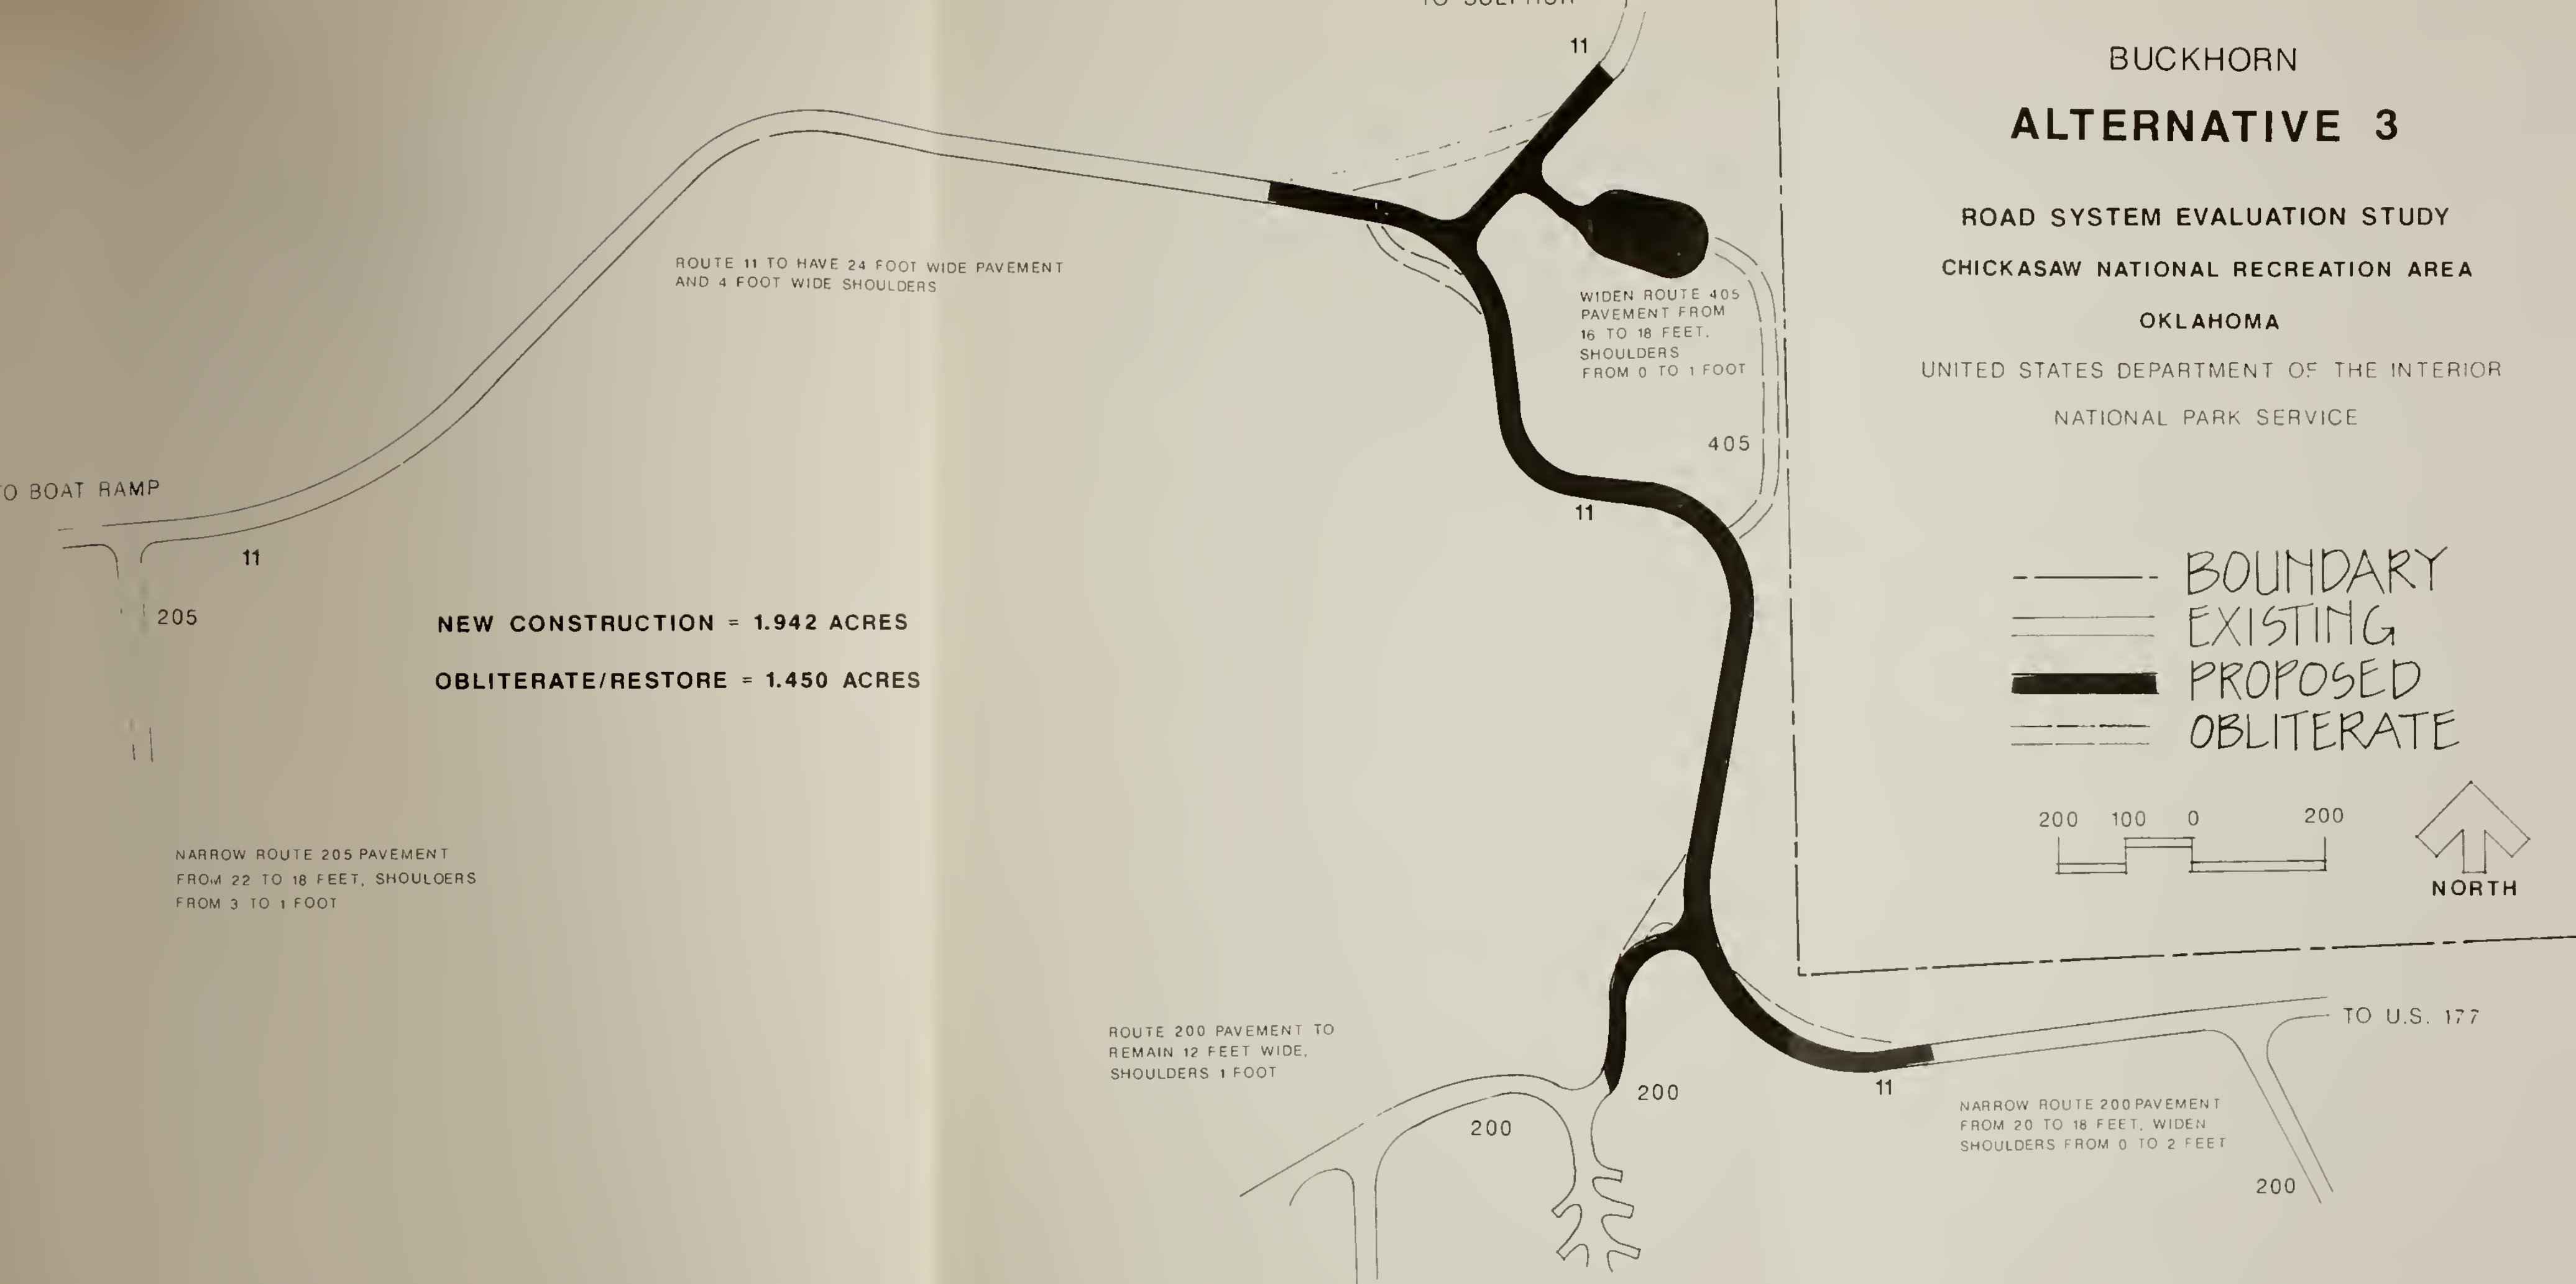 TO SULPHUR
11
BUCKHORN
ALTERNATIVE 3
ROAD SYSTEM EVALUATION STUDY
CHICKASAW NATIONAL RECREATION AREA
OKLAHOMA
UNITED STATES DEPARTMENT OF THE INTERIOR
NATIONAL PARK SERVICE
ROUTE 11 TO HAVE 24 FOOT WIDE PAVEMENT
AND 4 FOOT WIDE SHOULDERS
WIDEN ROUTE 405
PAVEMENT FROM
16 TO 18 FEET,
SHOULDERS
FROM 0 TO 1 FOOT
405
11
TO BOAT RAMP
11
205
NEW CONSTRUCTION = 1.942 ACRES
OBLITERATE/RESTORE = 1.450 ACRES
BOUNDARY
EXISTING
PROPOSED
OBLITERATE
200 100 0 200
NORTH
NARROW ROUTE 205 PAVEMENT
FROM 22 TO 18 FEET, SHOULDERS
FROM 3 TO 1 FOOT
ROUTE 200 PAVEMENT TO
REMAIN 12 FEET WIDE,
SHOULDERS 1 FOOT
200
200
11
TO U.S. 177
NARROW ROUTE 200 PAVEMENT
FROM 20 TO 18 FEET, WIDEN
SHOULDERS FROM 0 TO 2 FEET
200